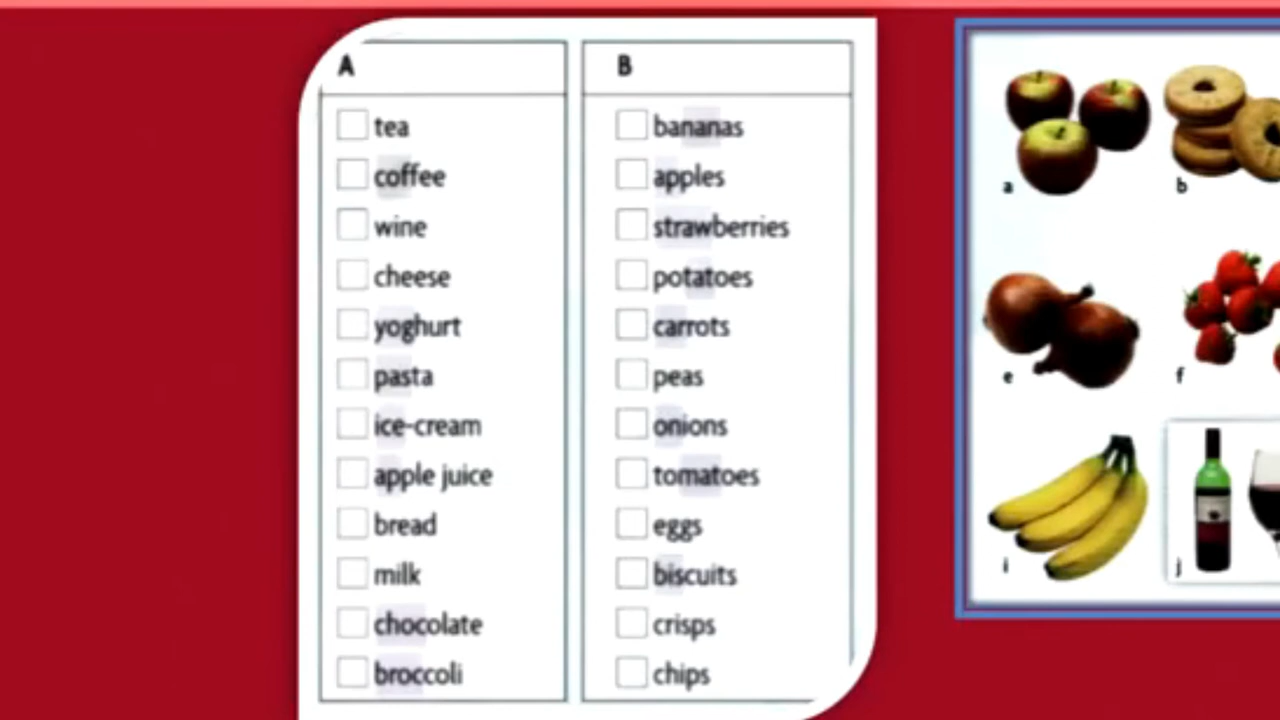 A
tea
coffee
wine
cheese
yoghurt
pasta
ice-cream
apple juice
bread
milk
chocolate
broccoli
B
bananas
apples
strawberries
potatoes
carrots
peas
onions
tomatoes
eggs
biscuits
crisps
chips
a
b
e
f
i
j